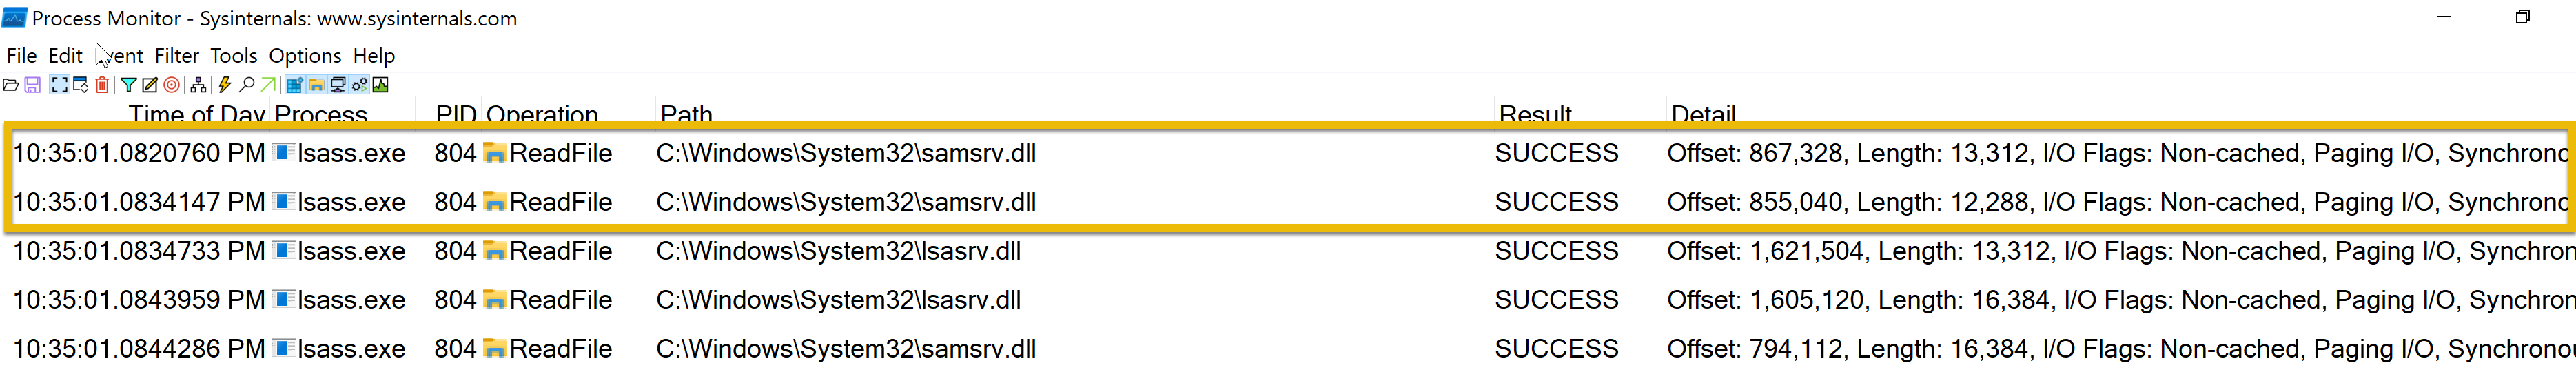 Process Monitor - Sysinternals: www.sysinternals.com
File Edit Event Filter Tools Options Help
Time of Day Process PID Operation Path Result Detail
10:35:01.0820760 PM lsass.exe 804 ReadFile C:\Windows\System32\samsrv.dll SUCCESS Offset: 867,328, Length: 13,312, I/O Flags: Non-cached, Paging I/O, Synchronc
10:35:01.0834147 PM lsass.exe 804 ReadFile C:\Windows\System32\samsrv.dll SUCCESS Offset: 855,040, Length: 12,288, I/O Flags: Non-cached, Paging I/O, Synchronc
10:35:01.0834733 PM lsass.exe 804 ReadFile C:\Windows\System32\lsasrv.dll SUCCESS Offset: 1,621,504, Length: 13,312, I/O Flags: Non-cached, Paging I/O, Synchron
10:35:01.0843959 PM lsass.exe 804 ReadFile C:\Windows\System32\lsasrv.dll SUCCESS Offset: 1,605,120, Length: 16,384, I/O Flags: Non-cached, Paging I/O, Synchron
10:35:01.0844286 PM lsass.exe 804 ReadFile C:\Windows\System32\samsrv.dll SUCCESS Offset: 794,112, Length: 16,384, I/O Flags: Non-cached, Paging I/O, Synchrono